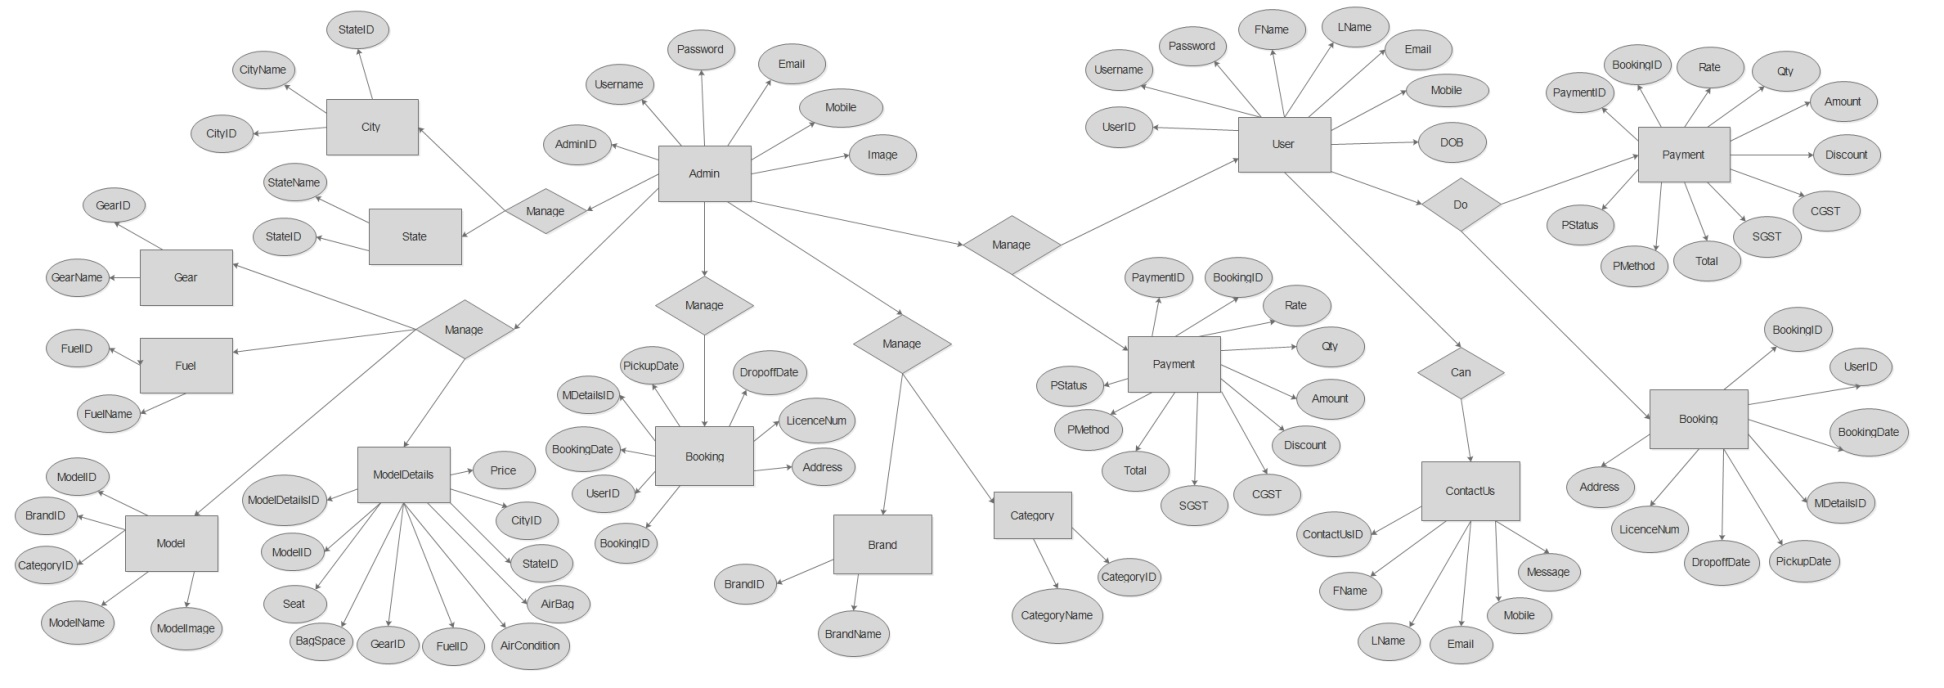 StateID
CityName
CityID
City
StateName
StateID
State
Manage
Username
Password
Email
Mobile
Image
AdminID
Admin
GearID
GearName
Gear
FuelID
FuelName
Fuel
Manage
ModelID
BrandID
CategoryID
ModelName
ModelImage
Model
ModelDetails
Price
ModelDetailsID
CityID
ModelID
StateID
Seat
AirBag
BagSpace
GearID
FuelID
AirCondition
Manage
PickupDate
DropoffDate
MDetailsID
LicenceNum
BookingDate
Booking
Address
UserID
BookingID
Manage
Brand
BrandID
BrandName
Category
CategoryID
CategoryName
Manage
Username
Password
FName
LName
Email
Mobile
UserID
DOB
User
PaymentID
BookingID
Rate
Qty
Payment
PStatus
Amount
PMethod
Discount
Total
SGST
CGST
Do
BookingID
Rate
Qty
PaymentID
Amount
Payment
Discount
PStatus
CGST
SGST
PMethod
Total
Can
ContactUs
ContactUsID
FName
LName
Email
Mobile
Message
BookingID
UserID
Booking
BookingDate
Address
MDetailsID
LicenceNum
DropoffDate
PickupDate